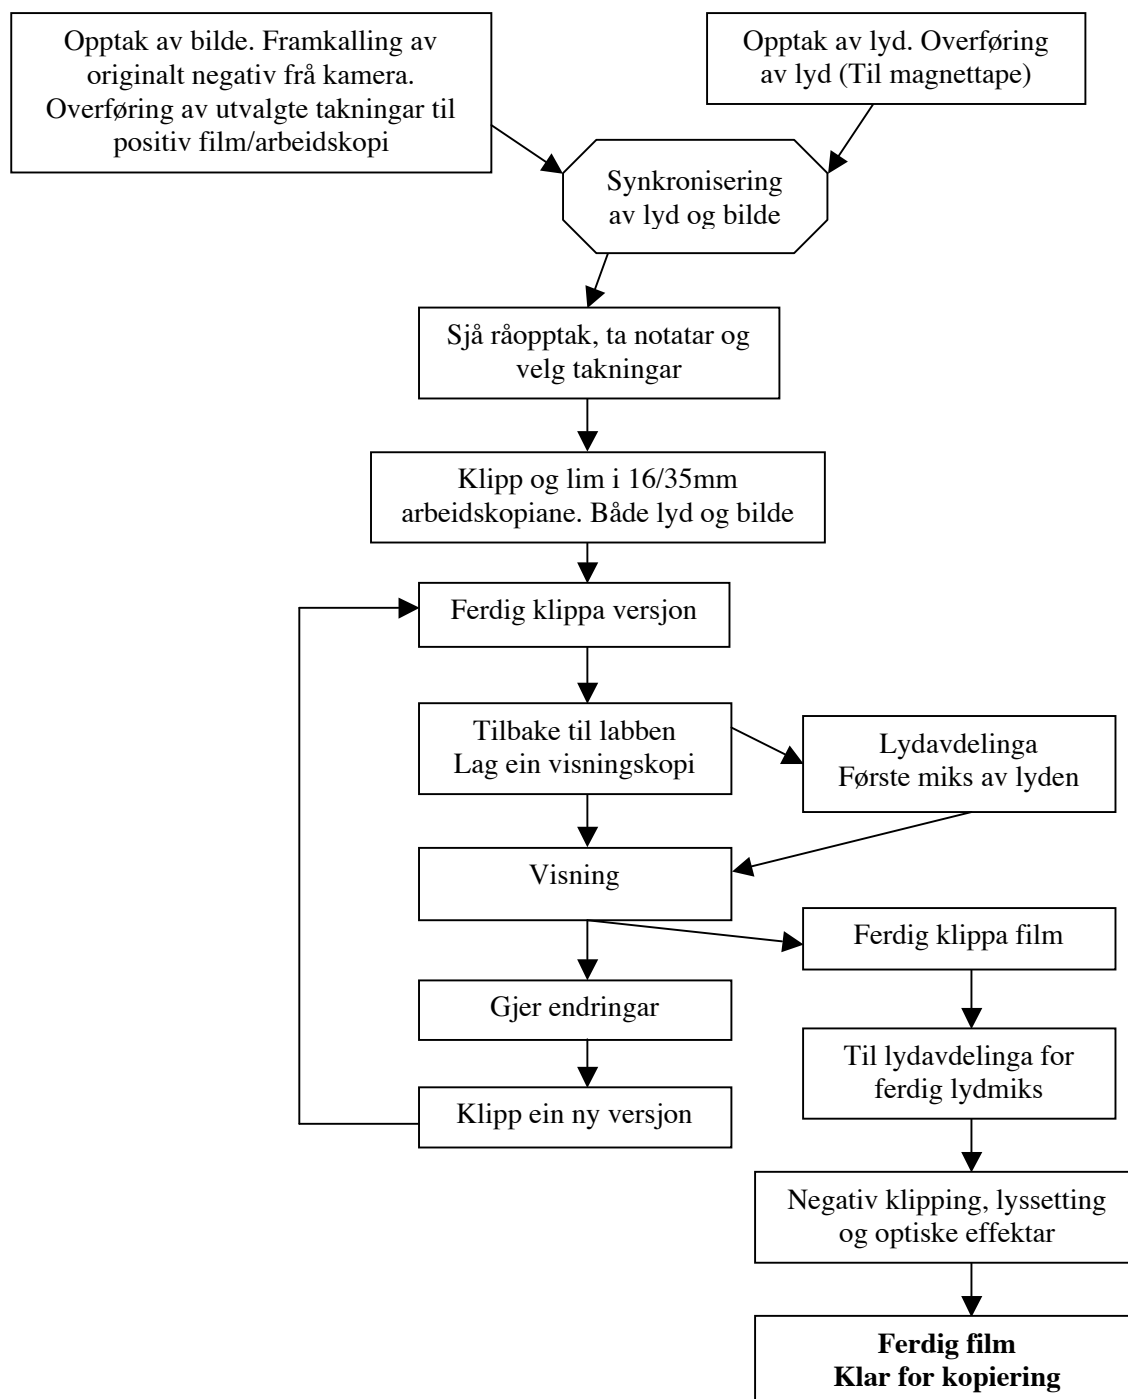 Opptak av bilde. Framkalling av
originalt negativ frå kamera.
Overføring av utvalgte takningar til
positiv film/arbeidskopi
Opptak av lyd. Overføring
av lyd (Til magnettape)
Synkronisering
av lyd og bilde
Sjå råopptak, ta notatar og
velg takningar
Klipp og lim i 16/35mm
arbeidskopiane. Både lyd og bilde
Ferdig klippa versjon
Tilbake til labben
Lag ein visningskopi
Lydavdelinga
Første miks av lyden
Visning
Ferdig klippa film
Gjer endringar
Til lydavdelinga for
ferdig lydmiks
Klipp ein ny versjon
Negativ klipping, lyssetting
og optiske effektar
Ferdig film
Klar for kopiering